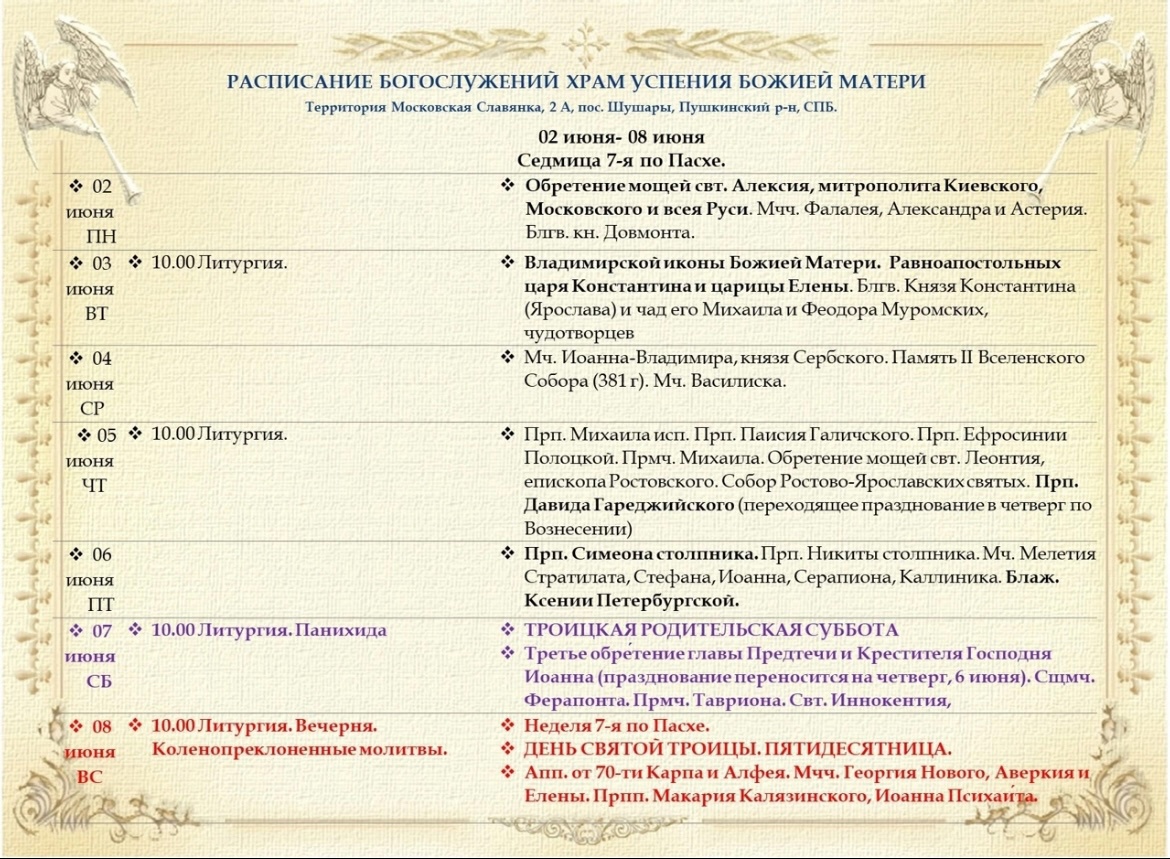 РАСПИСАНИЕ БОГОСЛУЖЕНИЙ ХРАМ УСПЕНИЯ БОЖИЕЙ МАТЕРИ
Территория Московская Славянка, 2 А, пос. Шушары, Пушкинский р-н, СПБ.
02 июня- 08 июня
Седмица 7-я по Пасхе.
❖ 02
июня
ПН
❖ Обретение мощей свт. Алексия, митрополита Киевского,
Московского и всея Руси. Мчч. Фалалея, Александра и Астерия.
Блгв. кн. Довмонта.
❖ 03
июня
ВТ
❖ 10.00 Литургия.
❖ Владимирской иконы Божией Матери. Равноапостольных
царя Константина и царицы Елены. Блгв. Князя Константина
(Ярослава) и чад его Михаила и Феодора Муромских,
чудотворцев
❖ 04
июня
СР
❖ Мч. Иоанна-Владимира, князя Сербского. Память II Вселенского
Собора (381 г). Мч. Василиска.
❖ 05
июня
ЧТ
❖ 10.00 Литургия.
❖ Прп. Михаила исп. Прп. Паисия Галичского. Прп. Ефросинии
Полоцкой. Прмч. Михаила. Обретение мощей свт. Леонтия,
епископа Ростовского. Собор Ростово-Ярославских святых. Прп.
Давида Гареджийского (переходящее празднование в четверг по
Вознесении)
❖ 06
июня
ПТ
❖ Прп. Симеона столпника. Прп. Никиты столпника. Мч. Мелетия
Стратилата, Стефана, Иоанна, Серапиона, Каллиника. Блаж.
Ксении Петербургской.
❖ 07
июня
СБ
❖ 10.00 Литургия. Панихида
❖ ТРОИЦКАЯ РОДИТЕЛЬСКАЯ СУББОТА
❖ Третье обре́тение главы Предтечи и Крестителя Господня
Иоанна (празднование переносится на четверг, 6 июня). Сщмч.
Ферапонта. Прмч. Тавриона. Свт. Иннокентия,
❖ 08
июня
ВС
❖ 10.00 Литургия. Вечерня.
Коленопреклоненные молитвы.
❖ Неделя 7-я по Пасхе.
❖ ДЕНЬ СВЯТОЙ ТРОИЦЫ. ПЯТИДЕСЯТНИЦА.
❖ Апп. от 70-ти Карпа и Алфея. Мчч. Георгия Нового, Аверкия и
Елены. Прпп. Макария Калязинского, Иоанна Психаи́та.